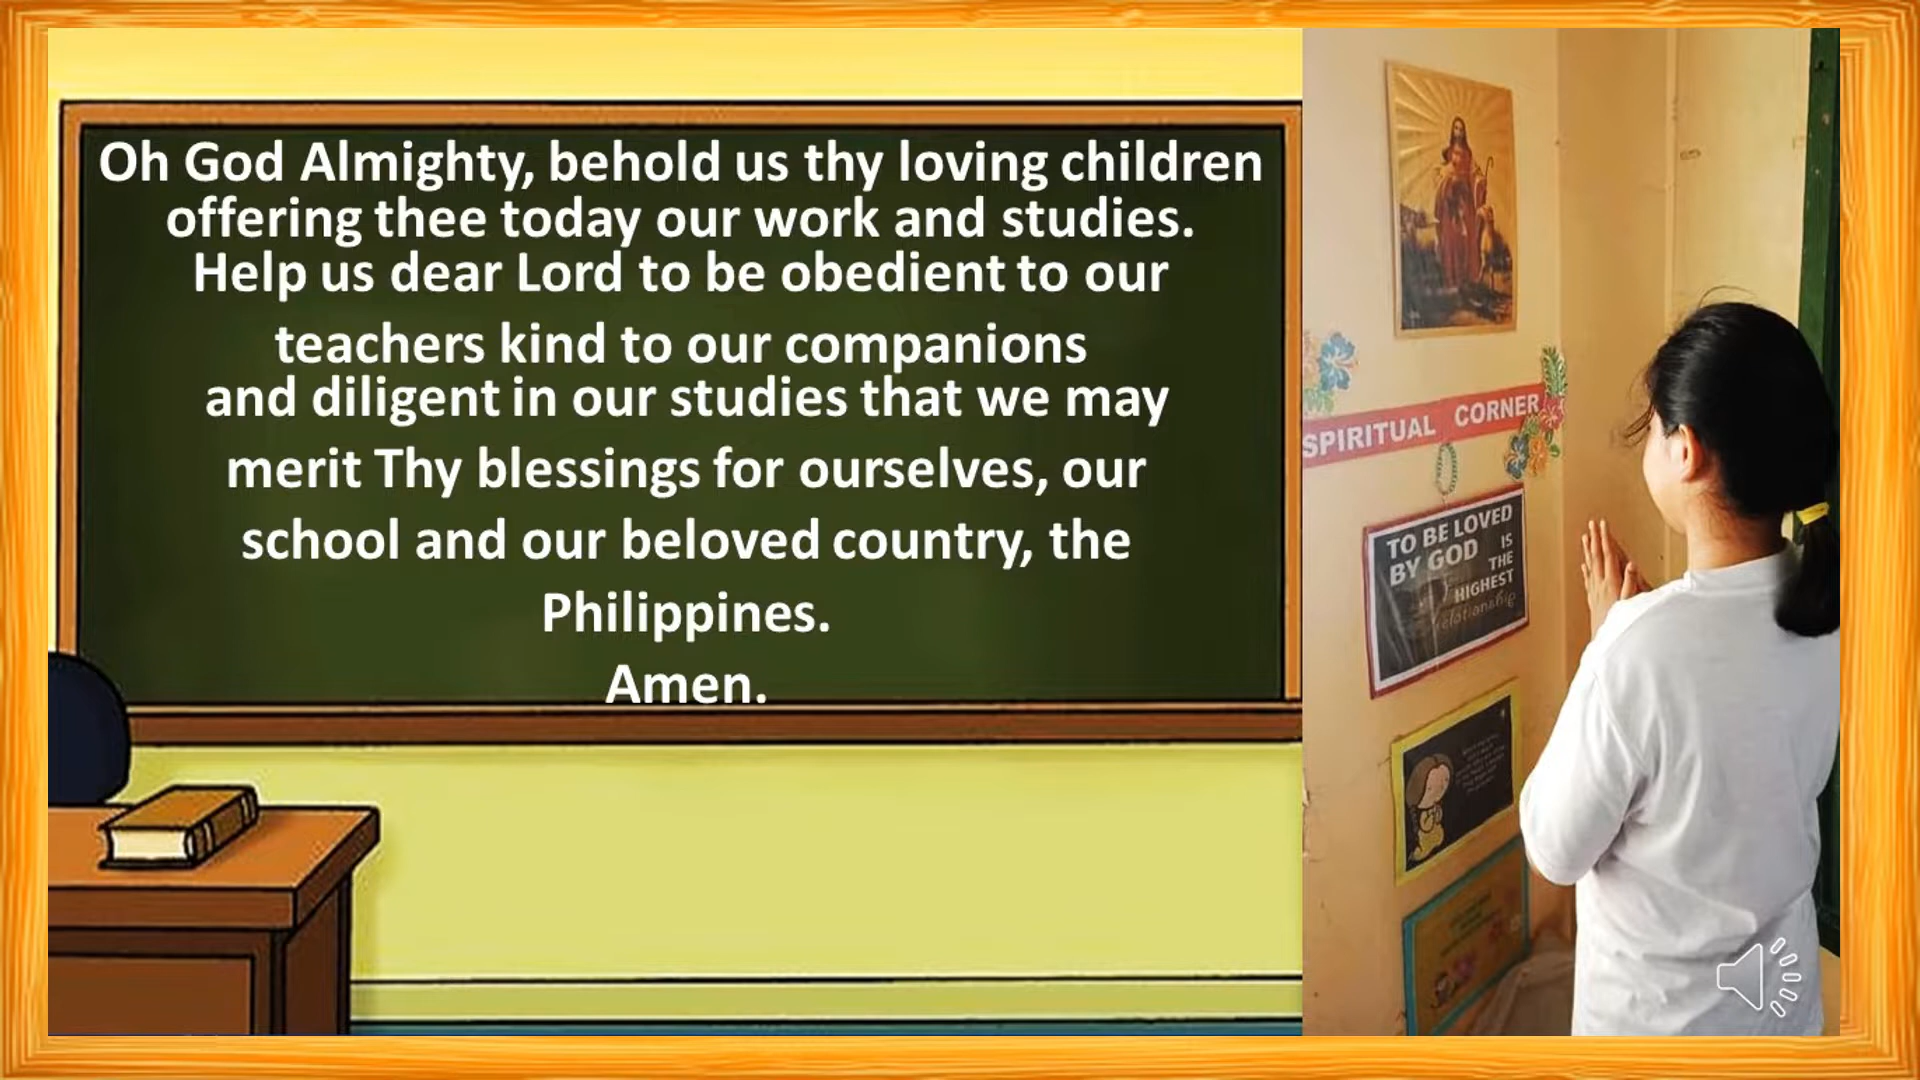 Oh God Almighty, behold us thy loving children
offering thee today our work and studies.
Help us dear Lord to be obedient to our
teachers kind to our companions
and diligent in our studies that we may
merit Thy blessings for ourselves, our
school and our beloved country, the
Philippines.
Amen.
SPIRITUAL CORNER
TO BE LOVED
BY GOD IS
THE
HIGHEST
relationship